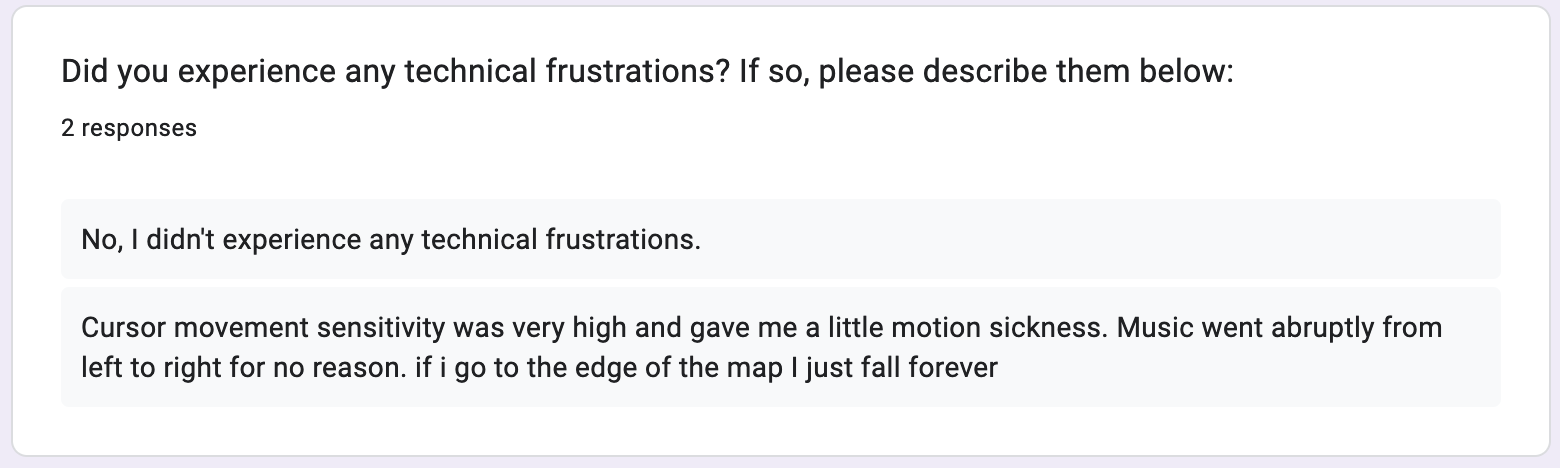 Did you experience any technical frustrations? If so, please describe them below:
2 responses
No, I didn't experience any technical frustrations.
Cursor movement sensitivity was very high and gave me a little motion sickness. Music went abruptly from
left to right for no reason. if i go to the edge of the map I just fall forever